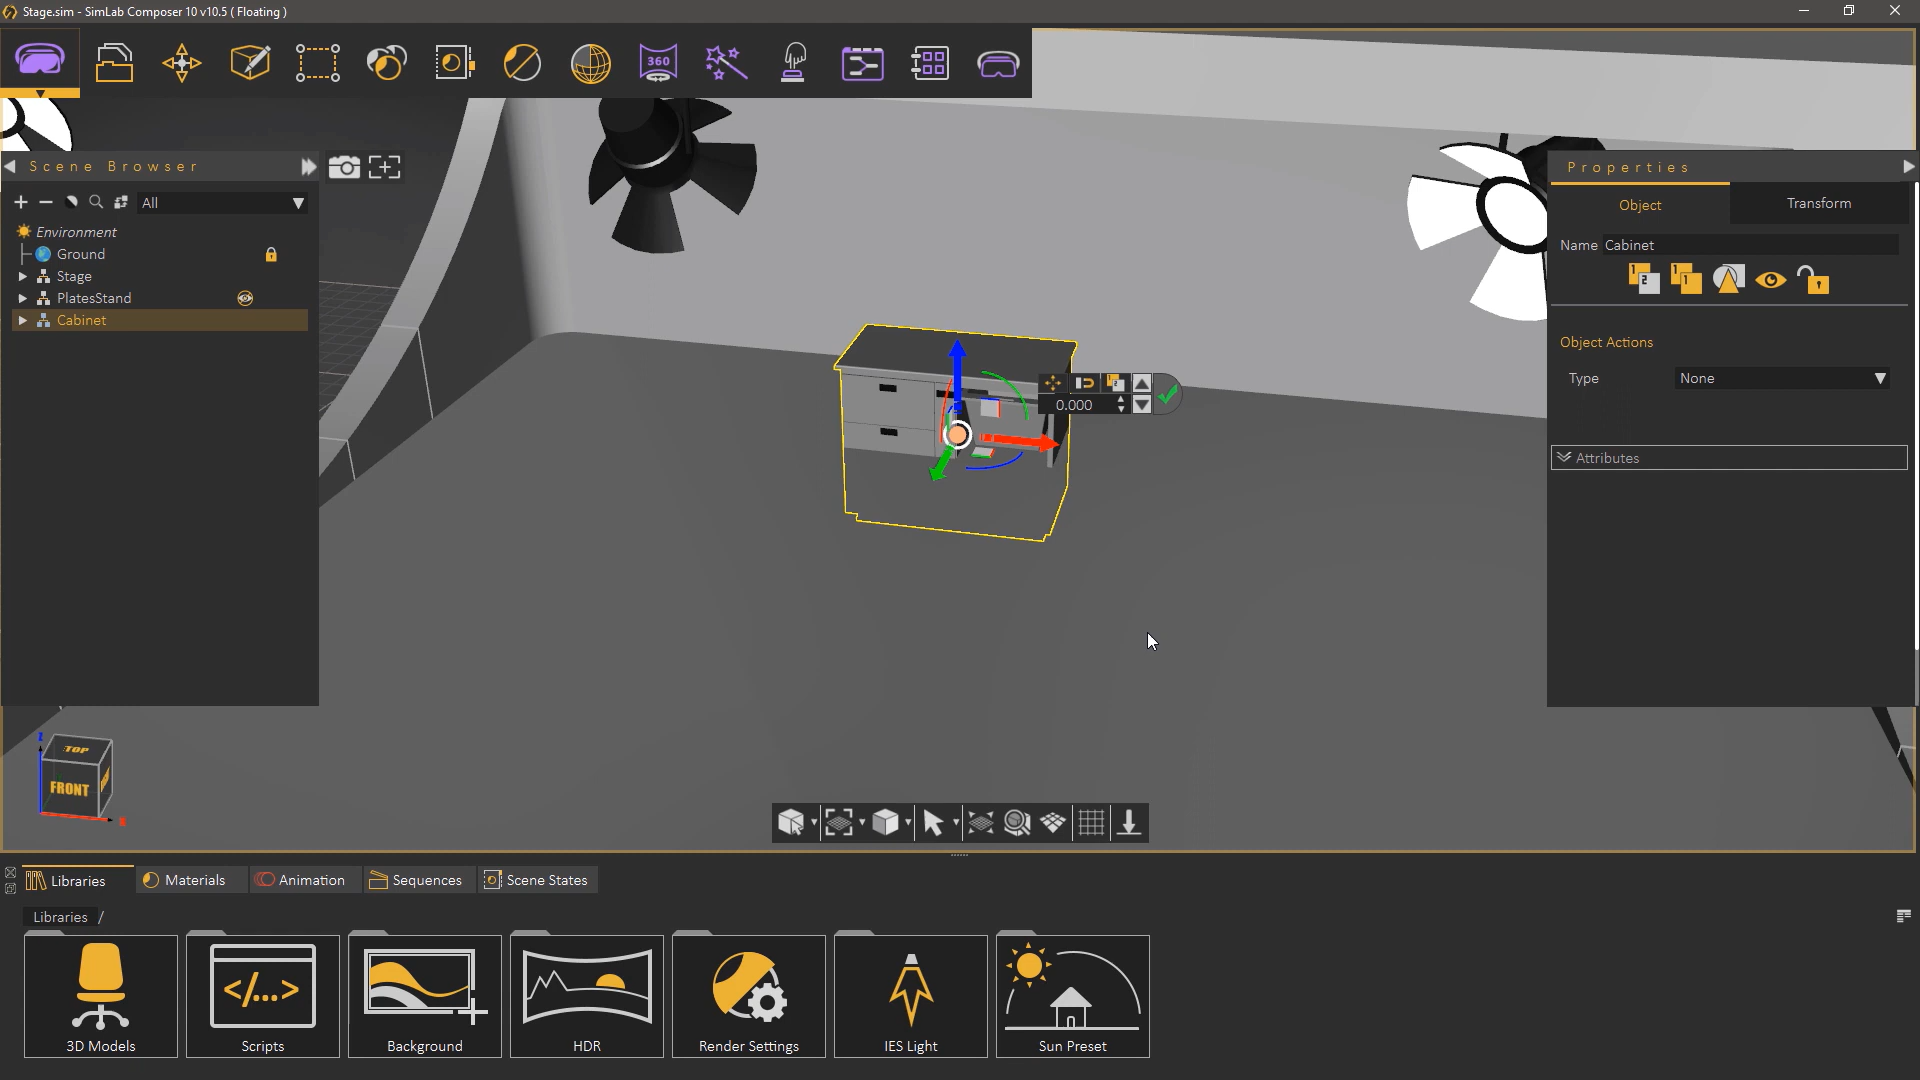 Stage.sim - SimLab Composer 10 v10.5 ( Floating )
360
Scene Browser
All
Environment
Ground
Stage
PlatesStand
Cabinet
Properties
Object
Transform
Name Cabinet
Object Actions
Type
None
Attributes
0.000
TOP
FRONT
Libraries
Materials
Animation
Sequences
Scene States
Libraries /
</...>
3D Models
Scripts
Background
HDR
Render Settings
IES Light
Sun Preset